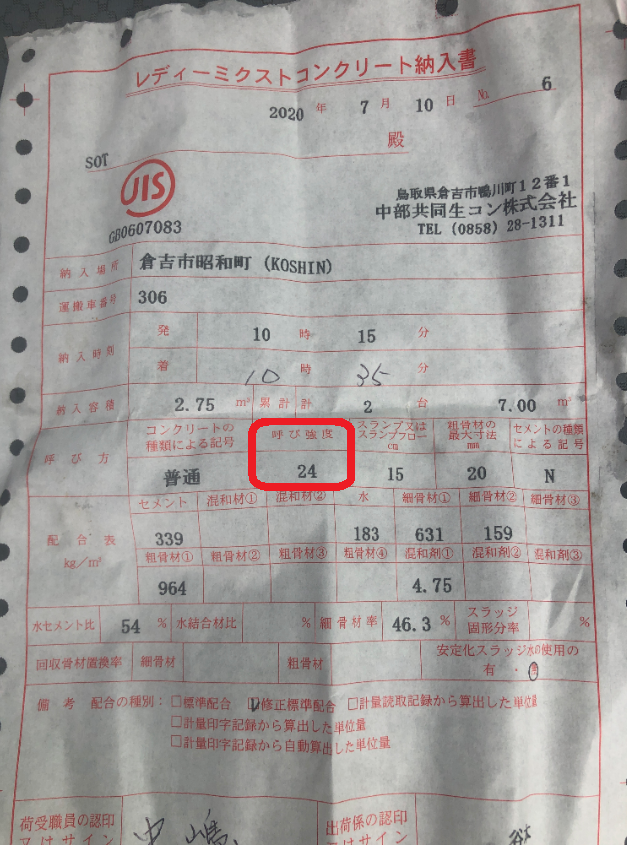 レディーミクストコンクリート納入書
2020 年 7 月 10 日 No. 6
殿
SOT
JIS
GB0607083
鳥取県倉吉市鴨川町12番1
中部共同生コン株式会社
TEL (0858) 28-1311
納入場所 倉吉市昭和町 (KOSHIN)
運搬車番号 306
納入時刻 発 10 時 15 分
着 10 時 35 分
納入容積 2.75 m³ 累計 計 2 台 7.00 m³
呼び方 コンクリートの種類による記号 呼び強度 スランプ又はスランプフロー cm 粗骨材の最大寸法 mm セメントの種類による記号
普通 24 15 20 N
配合表 kg/m³
セメント 混和材① 混和材② 水 細骨材① 細骨材② 細骨材③
339 183 631 159
粗骨材① 粗骨材② 粗骨材③ 粗骨材④ 混和剤① 混和剤② 混和剤③
964 4.75
水セメント比 54 % 水結合材比 % 細骨材率 46.3 % スラッジ固形分率 %
回収骨材置換率 細骨材 粗骨材 安定化スラッジ水の使用の
有 ・
備考 配合の種別：□標準配合 □修正標準配合 □計量読取記録から算出した単位量
□計量印字記録から算出した単位量
□計量印字記録から自動算出した単位量
荷受職員の認印 中嶋 出荷係の認印
又はサイン 又はサイン